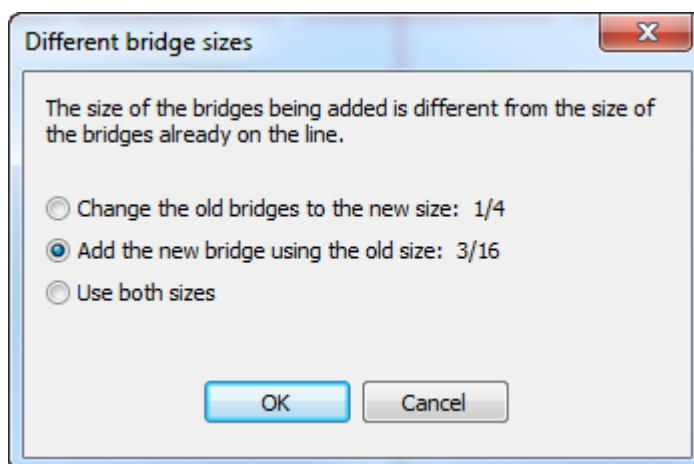 Different bridge sizes
The size of the bridges being added is different from the size of
the bridges already on the line.
Change the old bridges to the new size: 1/4
Add the new bridge using the old size: 3/16
Use both sizes
OK Cancel